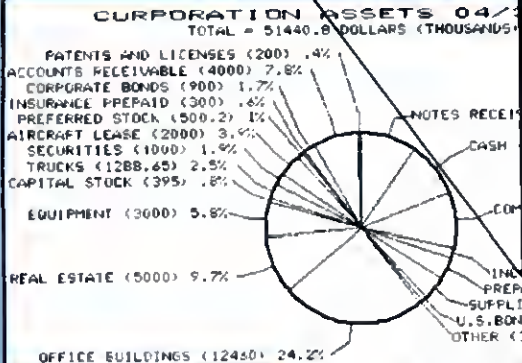 CURPORATION ASSETS 04/
TOTAL = 51440.8 DOLLARS (THOUSANDS
PATENTS AND LICENSES (200) .4%
ACCOUNTS RECEIVABLE (4000) 7.8%
CORPORATE BONDS (900) 1.7%
INSURANCE PREPAID (300) .6%
PREFERRED STOCK (500.2) 1%
AIRCRAFT LEASE (2000) 3.9%
SECURITIES (1000) 1.9%
TRUCKS (1288.65) 2.5%
CAPITAL STOCK (395) .8%
EQUIPMENT (3000) 5.8%
REAL ESTATE (5000) 9.7%
OFFICE BUILDINGS (12450) 24.2%
NOTES RECEI
CASH
COM
INC
PREP
SUPPLI
U.S.BON
OTHER (